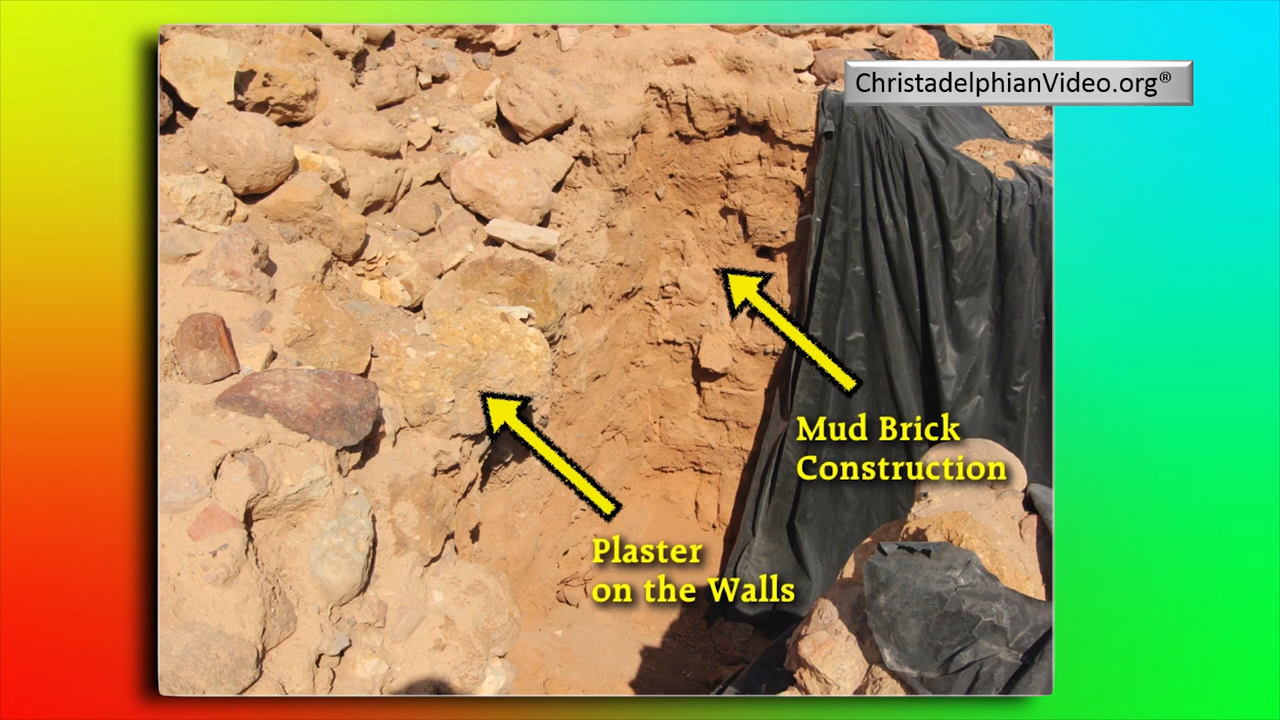 ChristadelphianVideo.org®
Mud Brick
Construction
Plaster
on the Walls